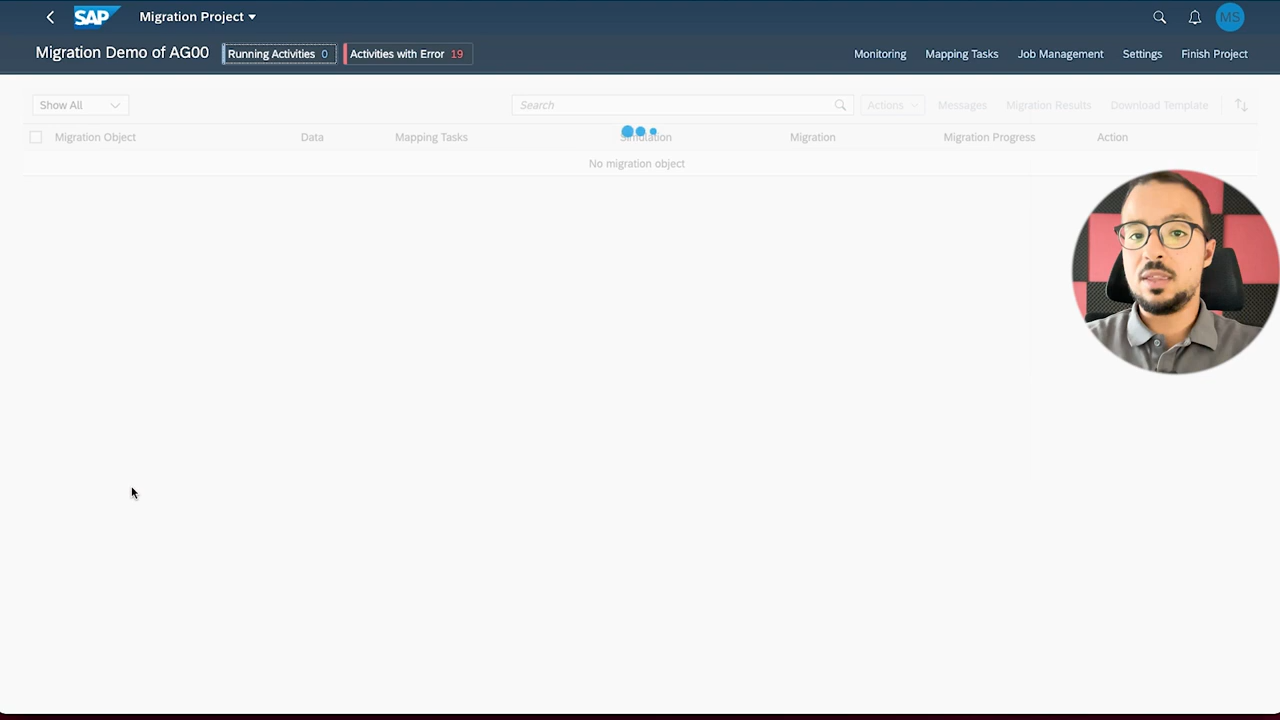 SAP Migration Project MS
Migration Demo of AG00 Running Activities 0 Activities with Error 19 Monitoring Mapping Tasks Job Management Settings Finish Project
Show All Search Actions Messages Migration Results Download Template
Migration Object Data Mapping Tasks Simulation Migration Migration Progress Action
No migration object